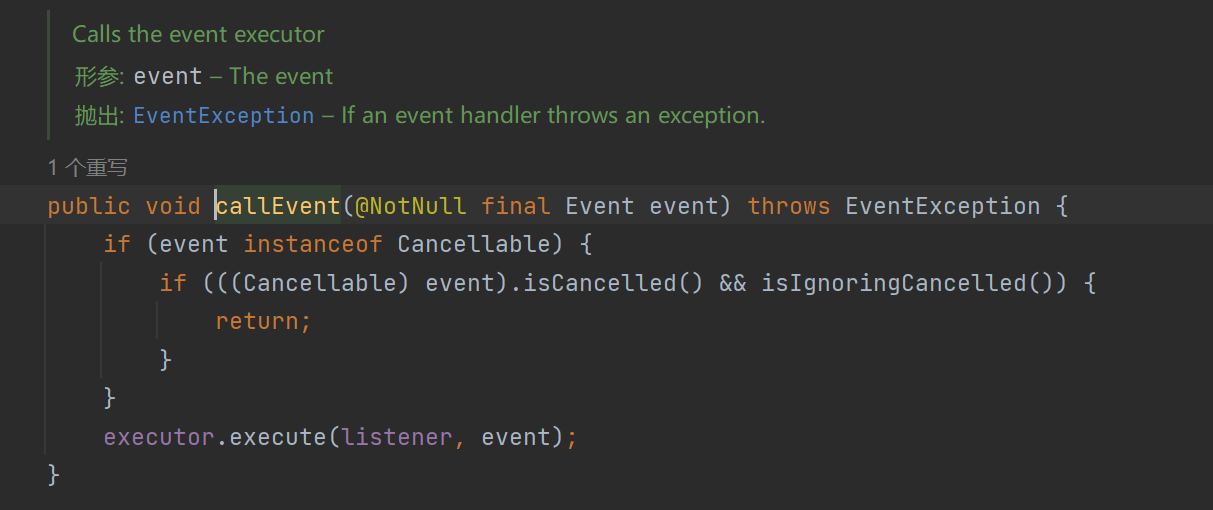 Calls the event executor
形参: event – The event
抛出: EventException – If an event handler throws an exception.
1 个重写
public void callEvent(@NotNull final Event event) throws EventException {
if (event instanceof Cancellable) {
if (((Cancellable) event).isCancelled() && isIgnoringCancelled()) {
return;
}
}
executor.execute(listener, event);
}